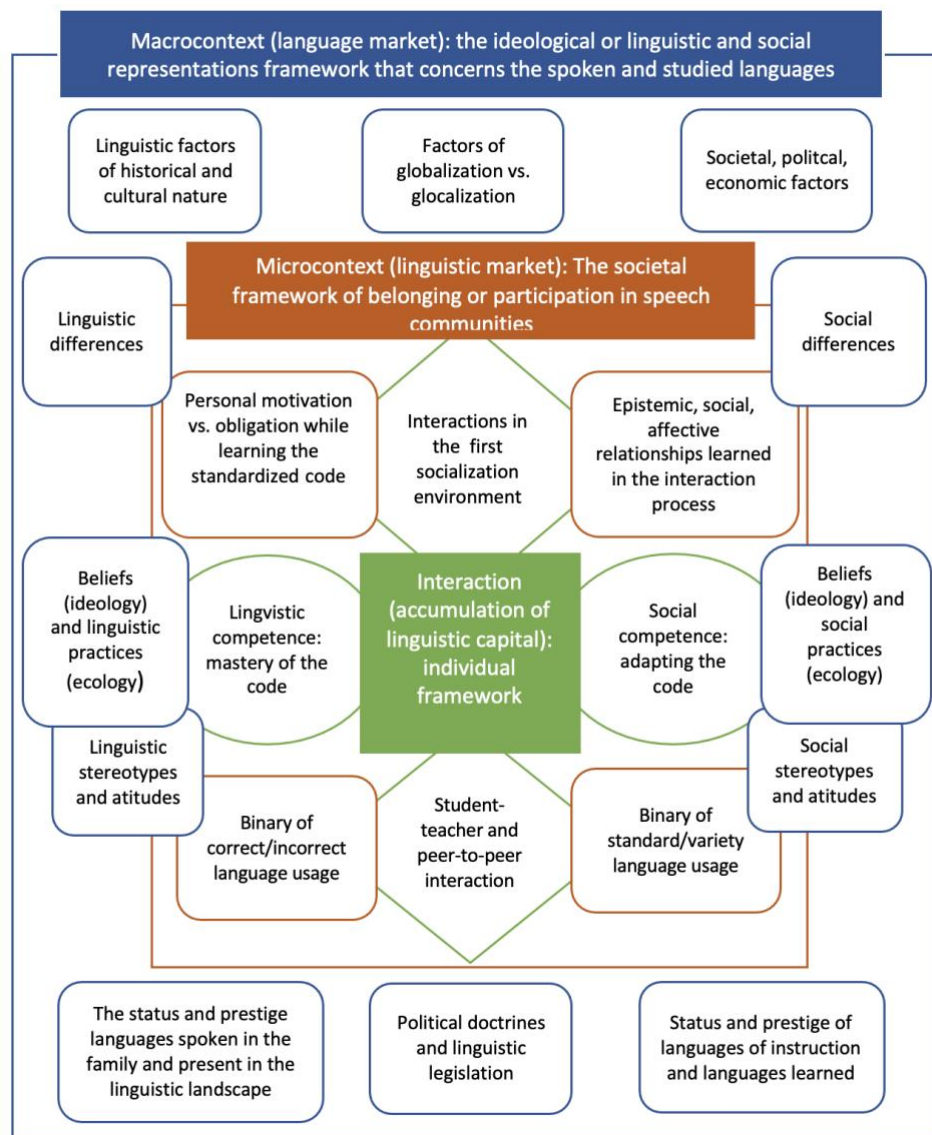 Macrocontext (language market): the ideological or linguistic and social
representations framework that concerns the spoken and studied languages
Linguistic factors
of historical and
cultural nature
Factors of
globalization vs.
glocalization
Societal, politcal,
economic factors
Microcontext (linguistic market): The societal
framework of belonging or participation in speech
communities
Linguistic
differences
Social
differences
Personal motivation
vs. obligation while
learning the
standardized code
Interactions in
the first
socialization
environment
Epistemic, social,
affective
relationships learned
in the interaction
process
Beliefs
(ideology) and
linguistic
practices
(ecology)
Lingvistic
competence:
mastery of the
code
Interaction
(accumulation of
linguistic capital):
individual
framework
Social
competence:
adapting the
code
Beliefs
(ideology) and
social
practices
(ecology)
Linguistic
stereotypes
and atitudes
Social
stereotypes
and atitudes
Binary of
correct/incorrect
language usage
Student-
teacher and
peer-to-peer
interaction
Binary of
standard/variety
language usage
The status and prestige
languages spoken in the
family and present in the
linguistic landscape
Political doctrines
and linguistic
legislation
Status and prestige of
languages of instruction
and languages learned